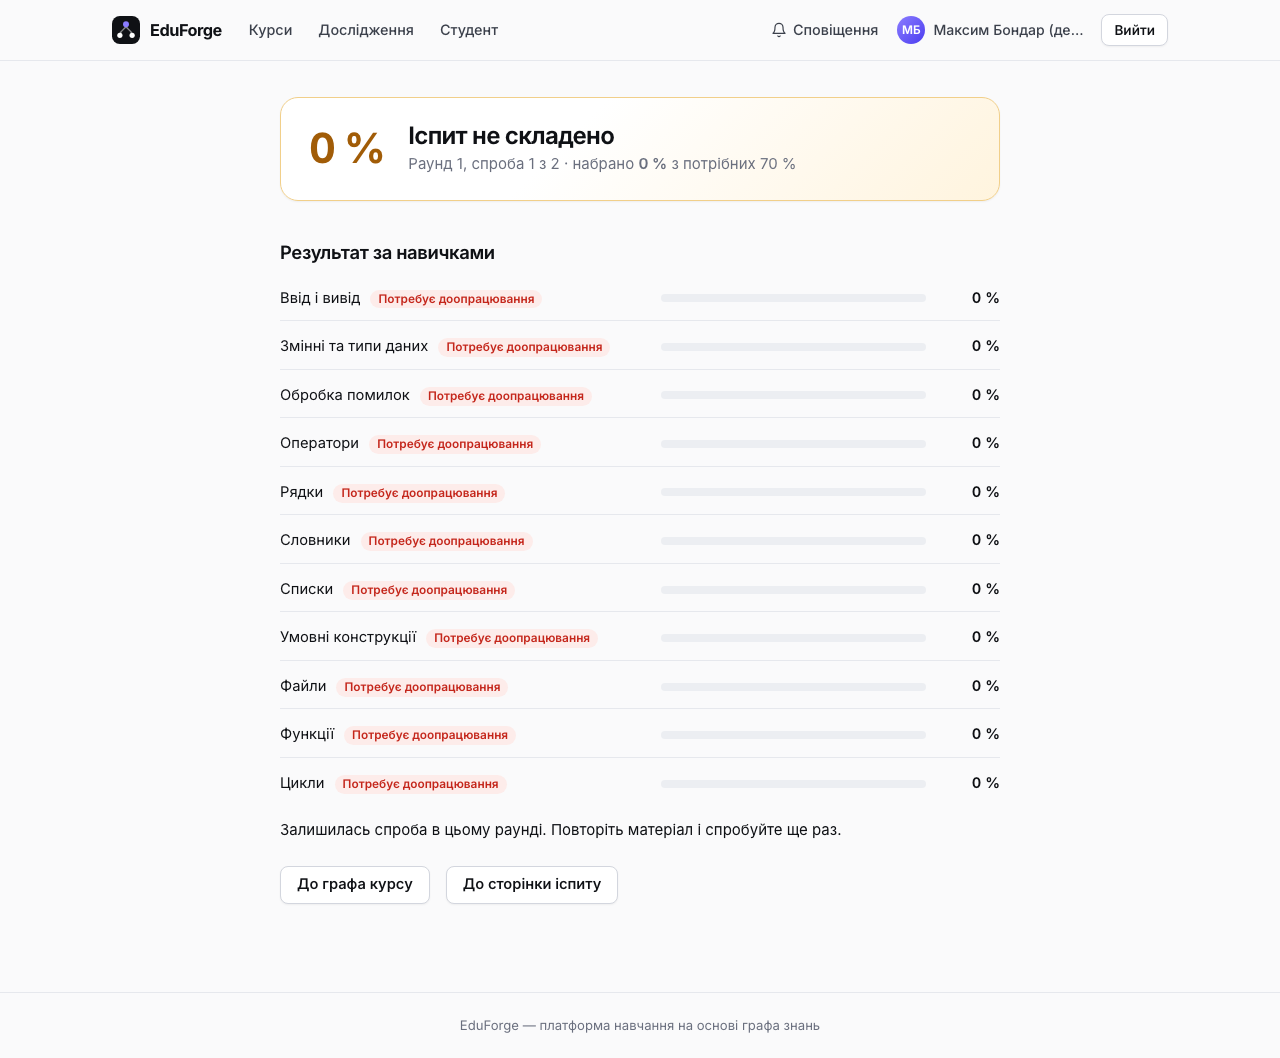 EduForge Курси Дослідження Студент Сповіщення МБ Максим Бондар (де... Вийти
0 %
Іспит не складено
Раунд 1, спроба 1 з 2 · набрано 0 % з потрібних 70 %
Результат за навичками
Ввід і вивід Потребує доопрацювання 0 %
Змінні та типи даних Потребує доопрацювання 0 %
Обробка помилок Потребує доопрацювання 0 %
Оператори Потребує доопрацювання 0 %
Рядки Потребує доопрацювання 0 %
Словники Потребує доопрацювання 0 %
Списки Потребує доопрацювання 0 %
Умовні конструкції Потребує доопрацювання 0 %
Файли Потребує доопрацювання 0 %
Функції Потребує доопрацювання 0 %
Цикли Потребує доопрацювання 0 %
Залишилась спроба в цьому раунді. Повторіть матеріал і спробуйте ще раз.
До графа курсу До сторінки іспиту
EduForge — платформа навчання на основі графа знань